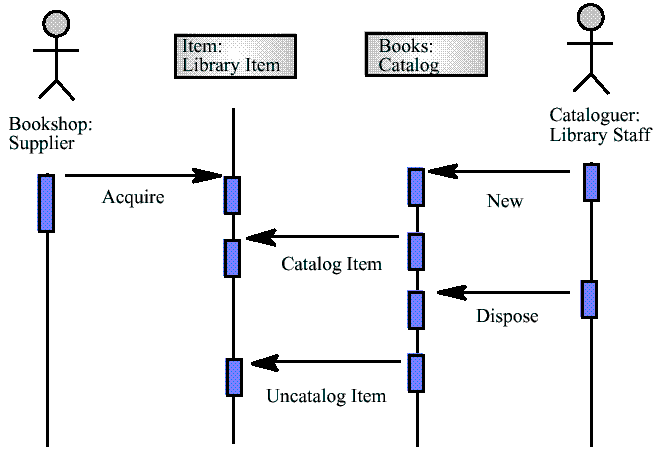 Item:
Library Item
Books:
Catalog
Bookshop:
Supplier
Cataloguer:
Library Staff
Acquire
New
Catalog Item
Dispose
Uncatalog Item